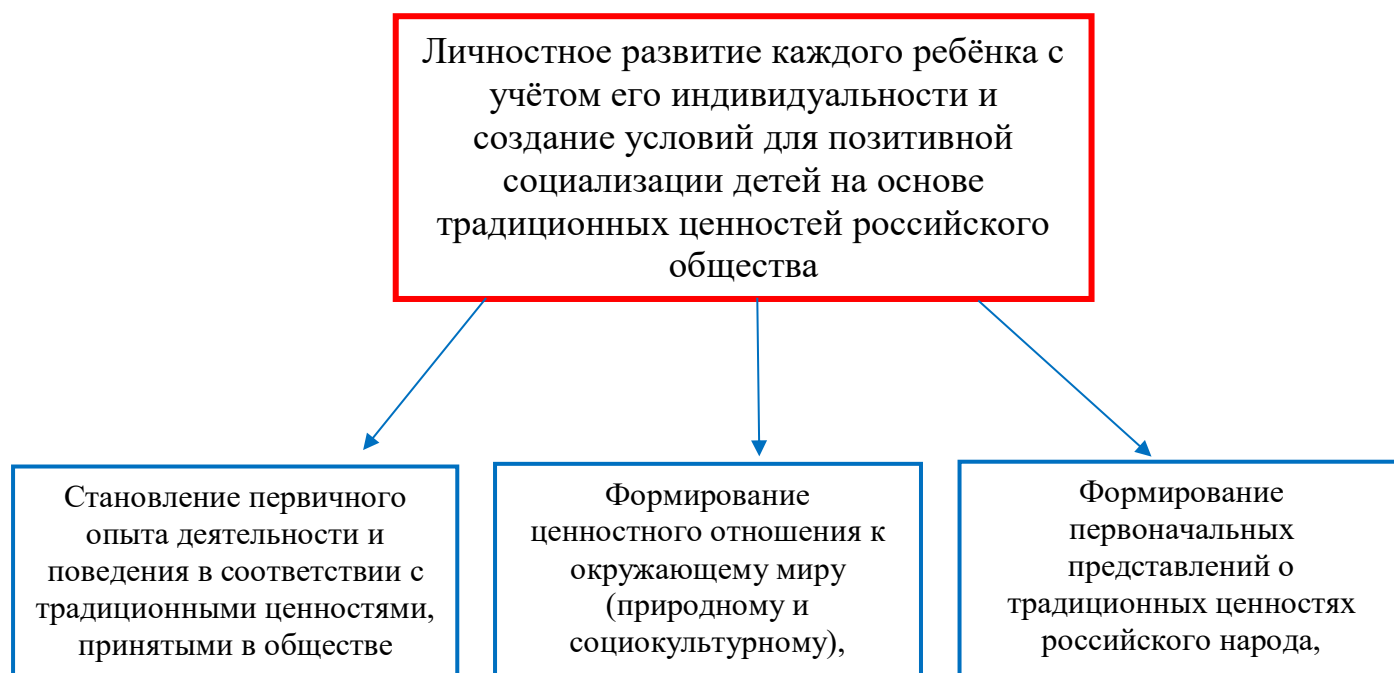 Личностное развитие каждого ребёнка с
учётом его индивидуальности и
создание условий для позитивной
социализации детей на основе
традиционных ценностей российского
общества
Становление первичного
опыта деятельности и
поведения в соответствии с
традиционными ценностями,
принятыми в обществе
Формирование
ценностного отношения к
окружающему миру
(природному и
социокультурному),
Формирование
первоначальных
представлений о
традиционных ценностях
российского народа,